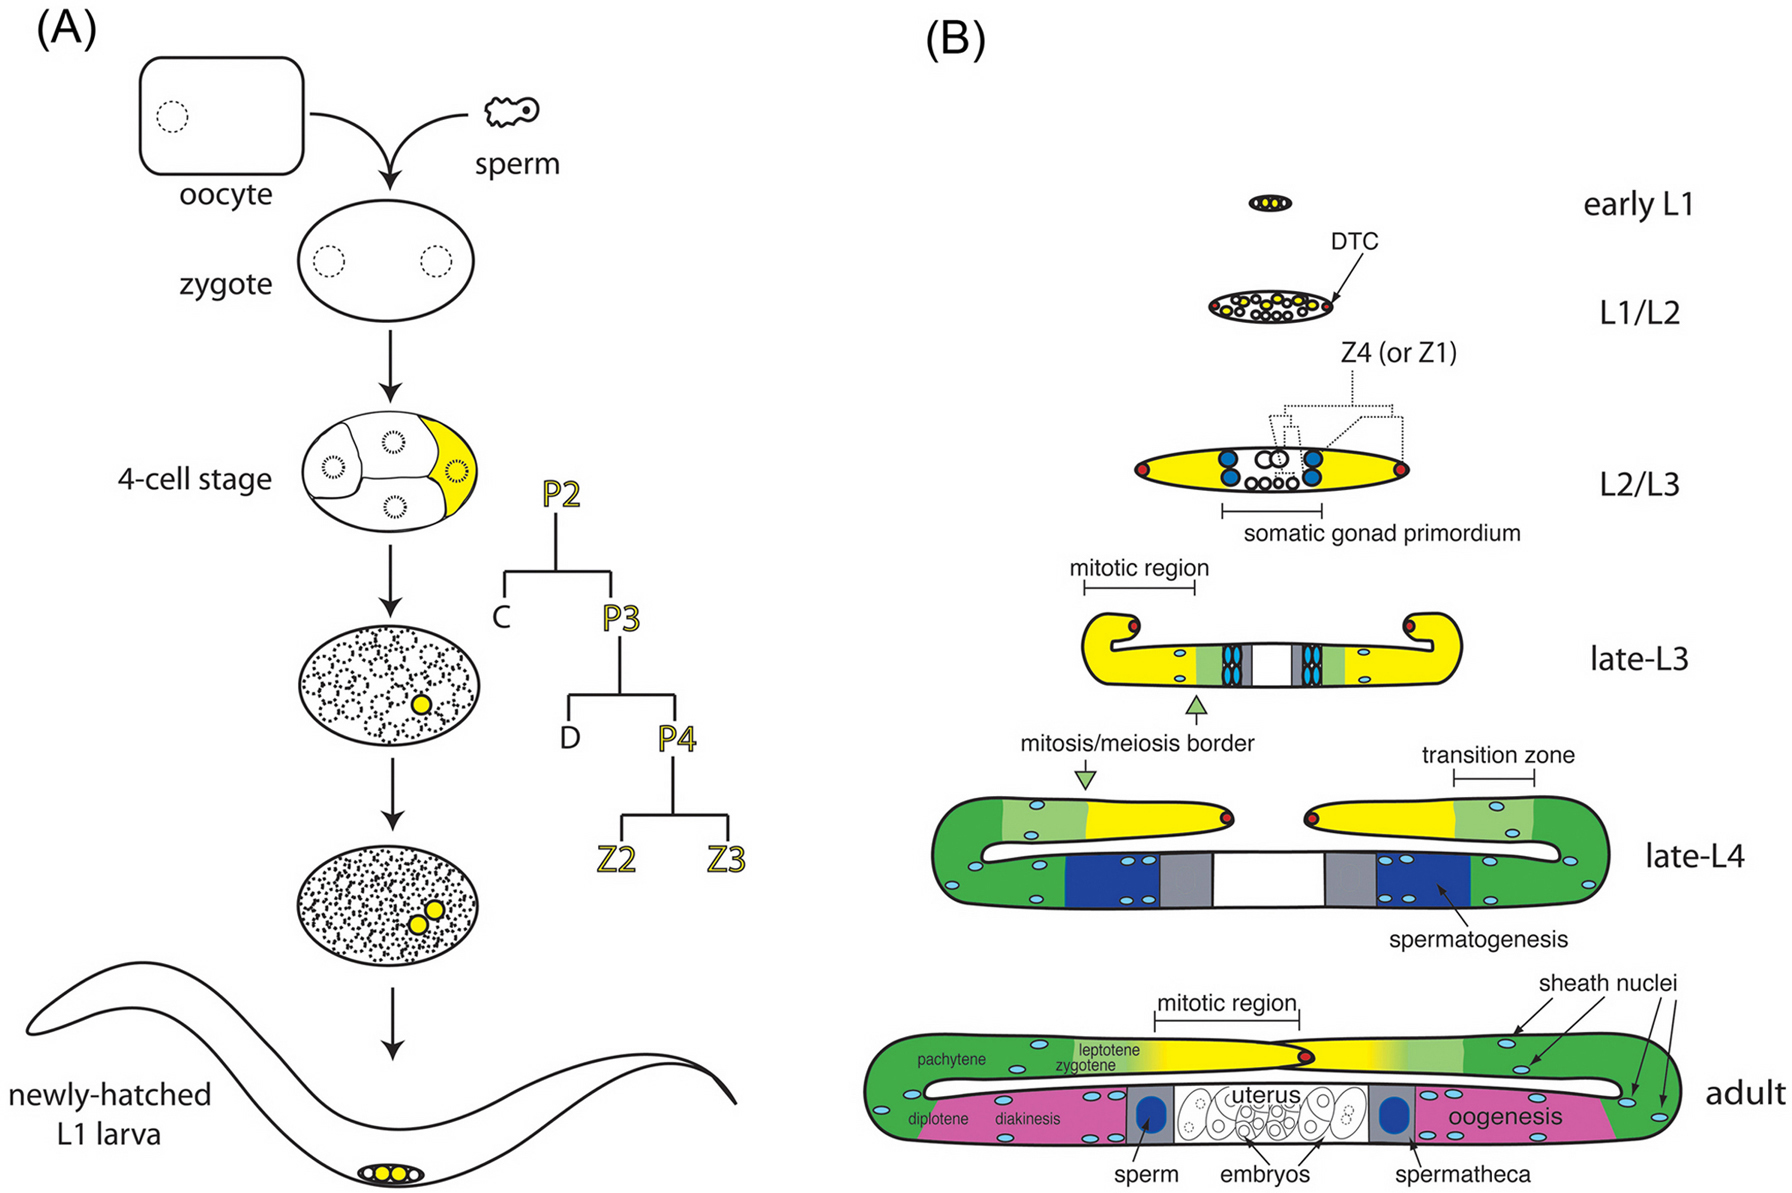 (A)
oocyte
sperm
zygote
4-cell stage
P2
C
P3
D
P4
Z2
Z3
newly-hatched
L1 larva
(B)
early L1
DTC
L1/L2
Z4 (or Z1)
L2/L3
somatic gonad primordium
mitotic region
late-L3
mitosis/meiosis border
transition zone
late-L4
spermatogenesis
sheath nuclei
mitotic region
pachytene
leptotene
zygotene
adult
uterus
diplotene
diakinesis
oogenesis
sperm
embryos
spermatheca